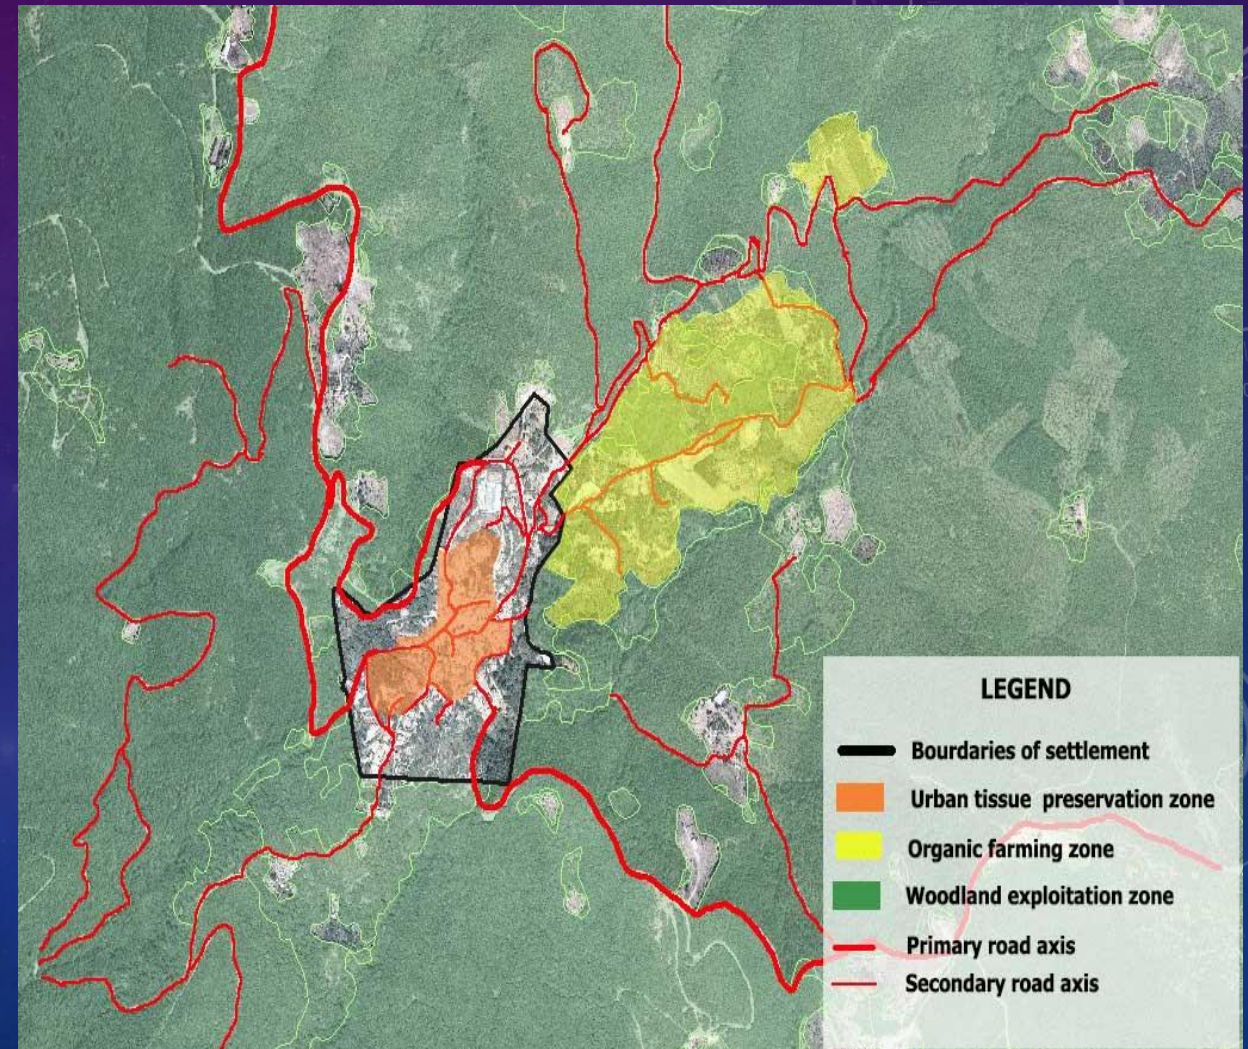 LEGEND
Bourdaries of settlement
Urban tissue preservation zone
Organic farming zone
Woodland exploitation zone
Primary road axis
Secondary road axis